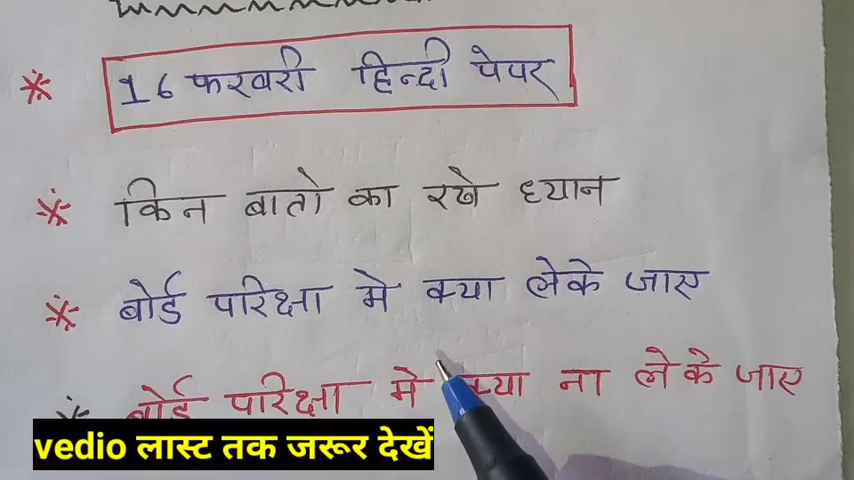 16 फरवरी हिन्दी पेपर
किन बातो का रखे ध्यान
बोर्ड परिक्षा मे क्या लेके जाए
बोर्ड परिक्षा मे क्या ना लेके जाए
vedio लास्ट तक जरूर देखें